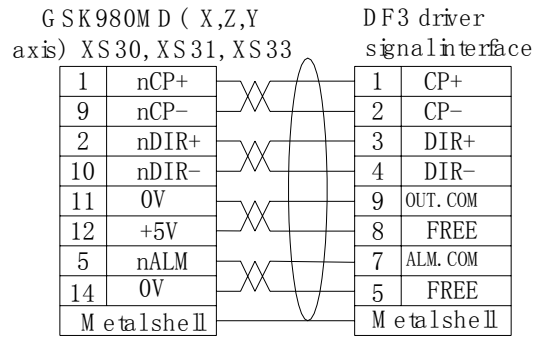 GSK980MD ( X,Z,Y axis) XS30, XS31, XS33
DF3 driver signal interface
1 nCP+ 1 CP+
9 nCP- 2 CP-
2 nDIR+ 3 DIR+
10 nDIR- 4 DIR-
11 0V 9 OUT.COM
12 +5V 8 FREE
5 nALM 7 ALM.COM
14 0V 5 FREE
Metal shell Metal shell